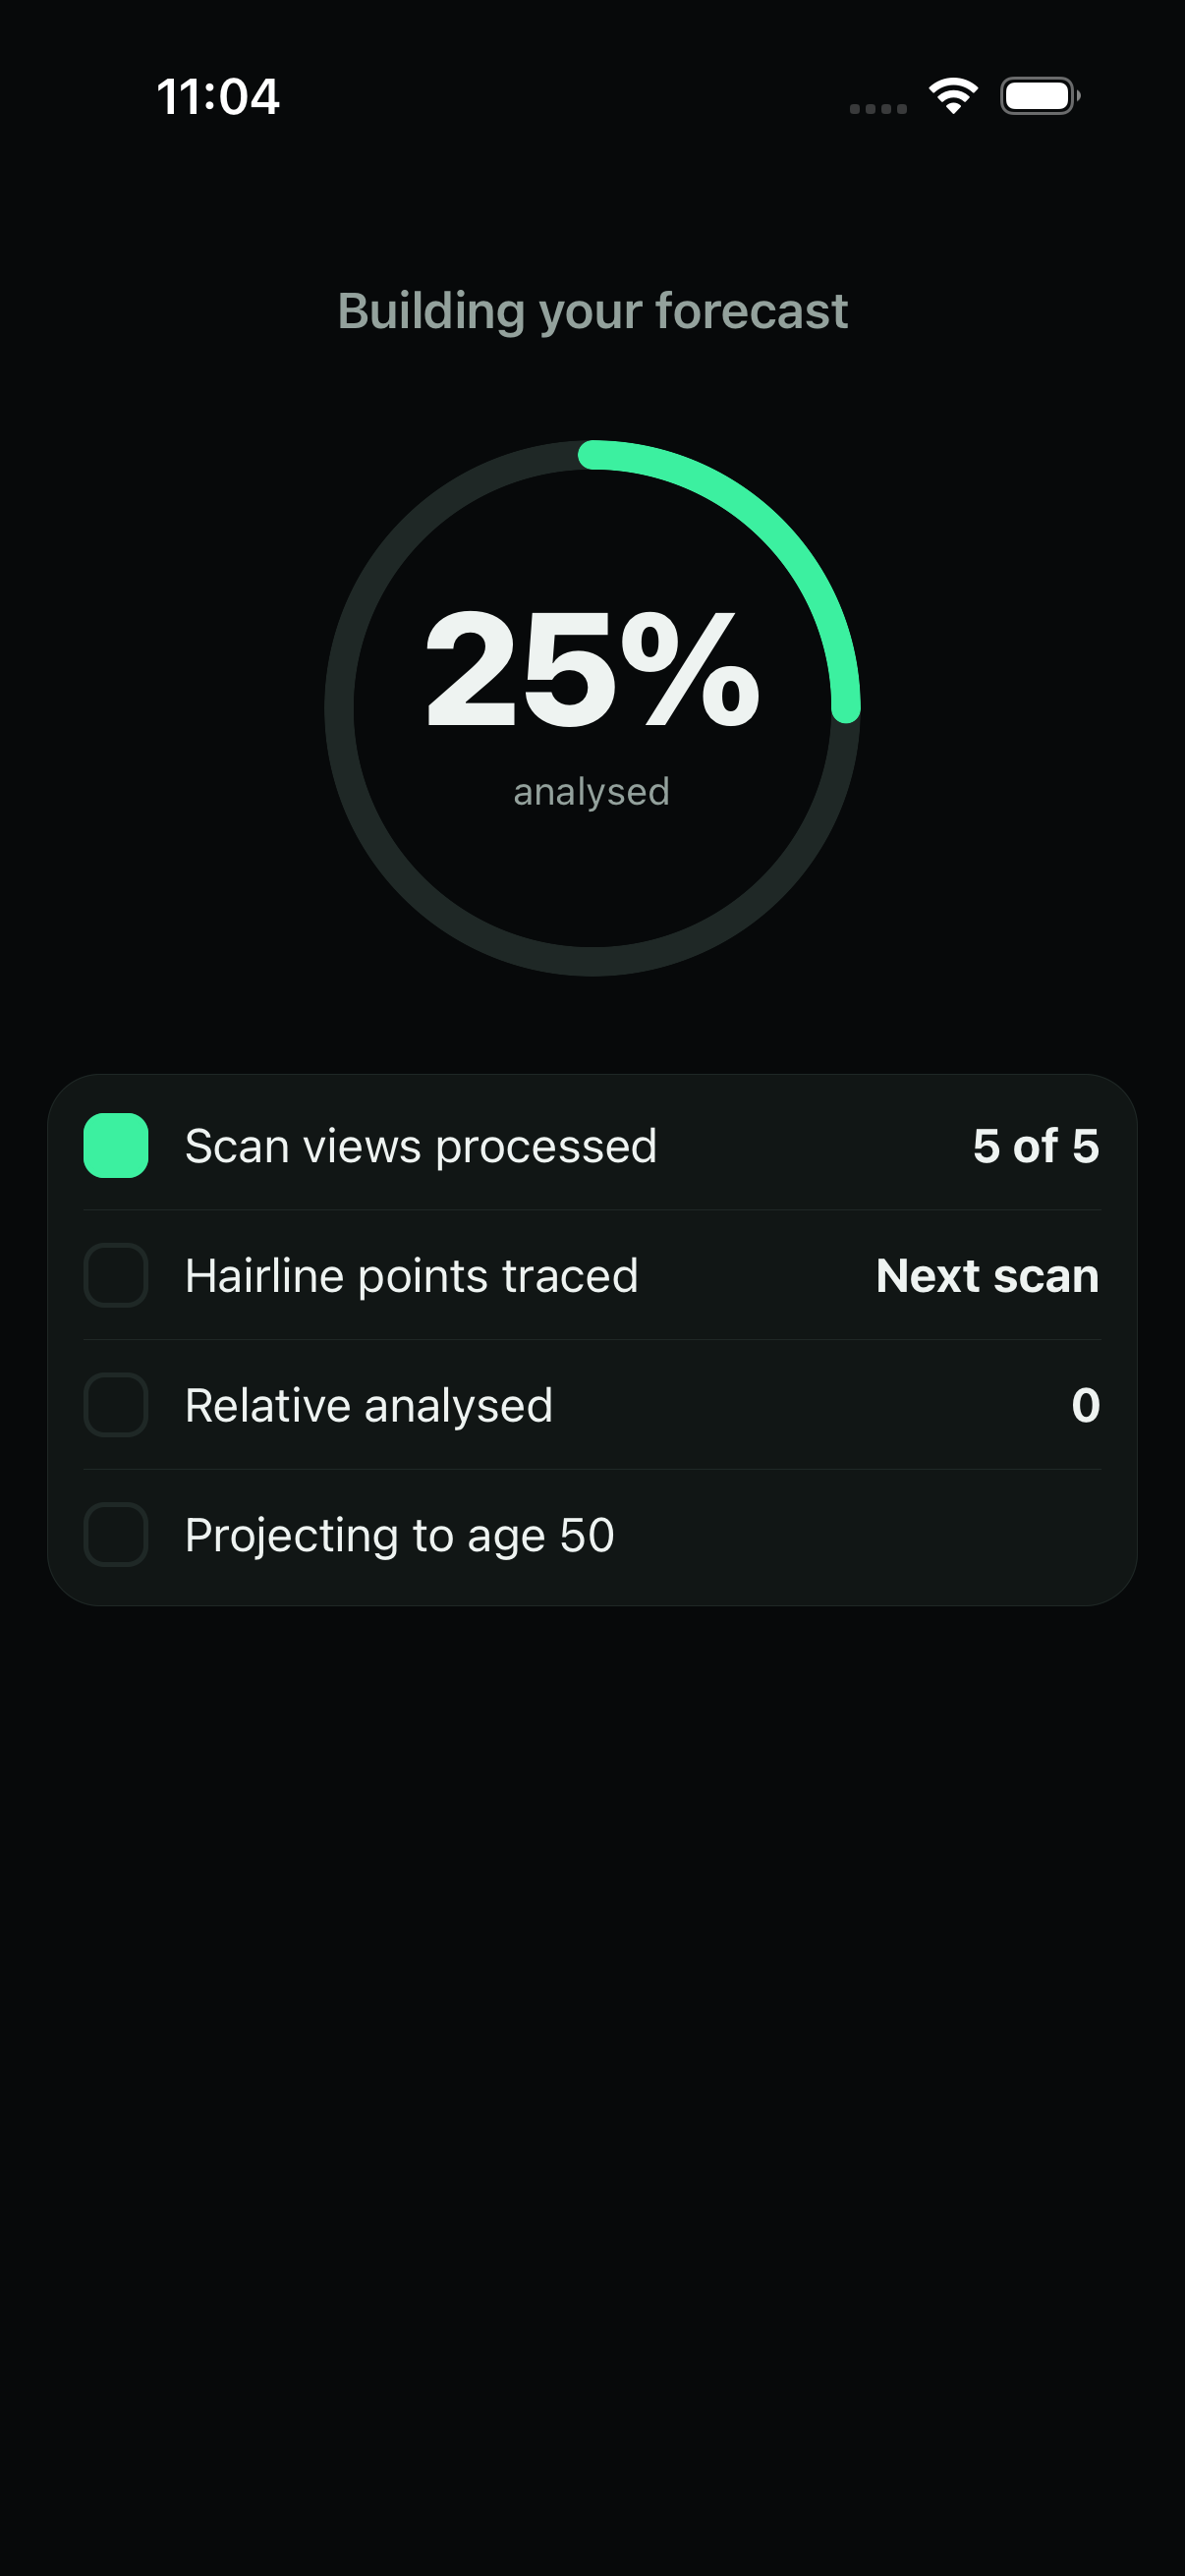 11:04
Building your forecast
25%
analysed
Scan views processed 5 of 5
Hairline points traced Next scan
Relative analysed 0
Projecting to age 50